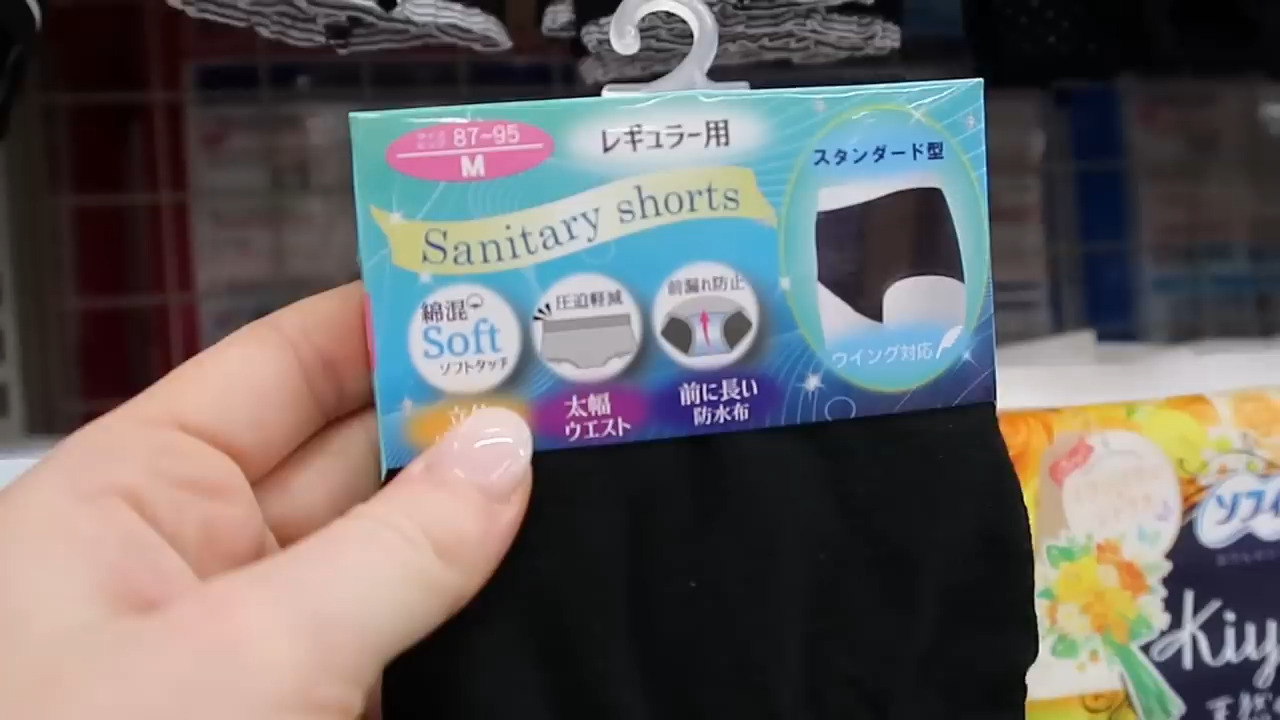 87~95
M
レギュラー用
スタンダード型
Sanitary shorts
綿混
Soft
ソフトタッチ
圧迫軽減
前漏れ防止
ウイング対応
太幅
ウエスト
前に長い
防水布
ソフィ
Kiy
天然